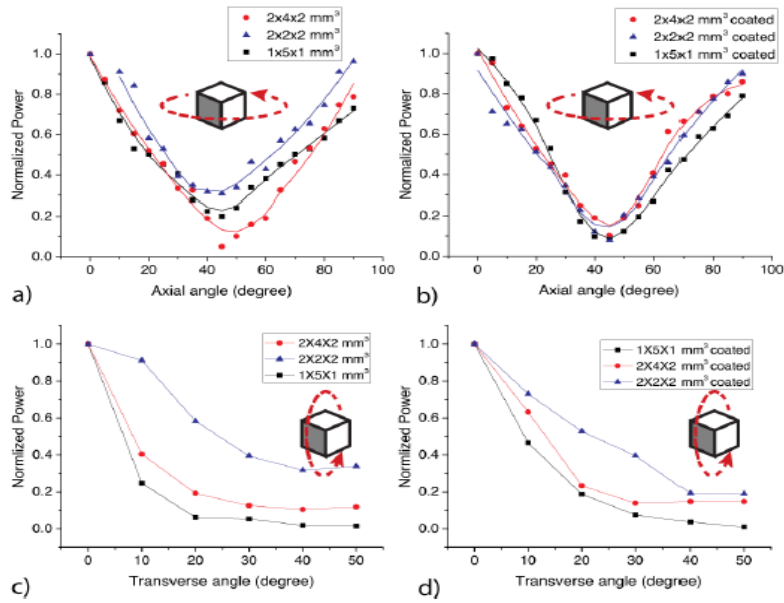 2x4x2 mm³
2x2x2 mm³
1x5x1 mm³
1.0
0.8
0.6
0.4
0.2
0.0
Normalized Power
0 20 40 60 80 100
Axial angle (degree)
a)
2x4x2 mm³ coated
2x2x2 mm³ coated
1x5x1 mm³ coated
1.0
0.8
0.6
0.4
0.2
0.0
Normalized Power
0 20 40 60 80 100
Axial angle (degree)
b)
2X4X2 mm³
2X2X2 mm³
1X5X1 mm³
1.0
0.8
0.6
0.4
0.2
0.0
Normlized Power
0 10 20 30 40 50
Transverse angle (degree)
c)
1X5X1 mm³ coated
2X4X2 mm³ coated
2X2X2 mm³ coated
1.0
0.8
0.6
0.4
0.2
0.0
Normlized Power
0 10 20 30 40 50
Transverse angle (degree)
d)